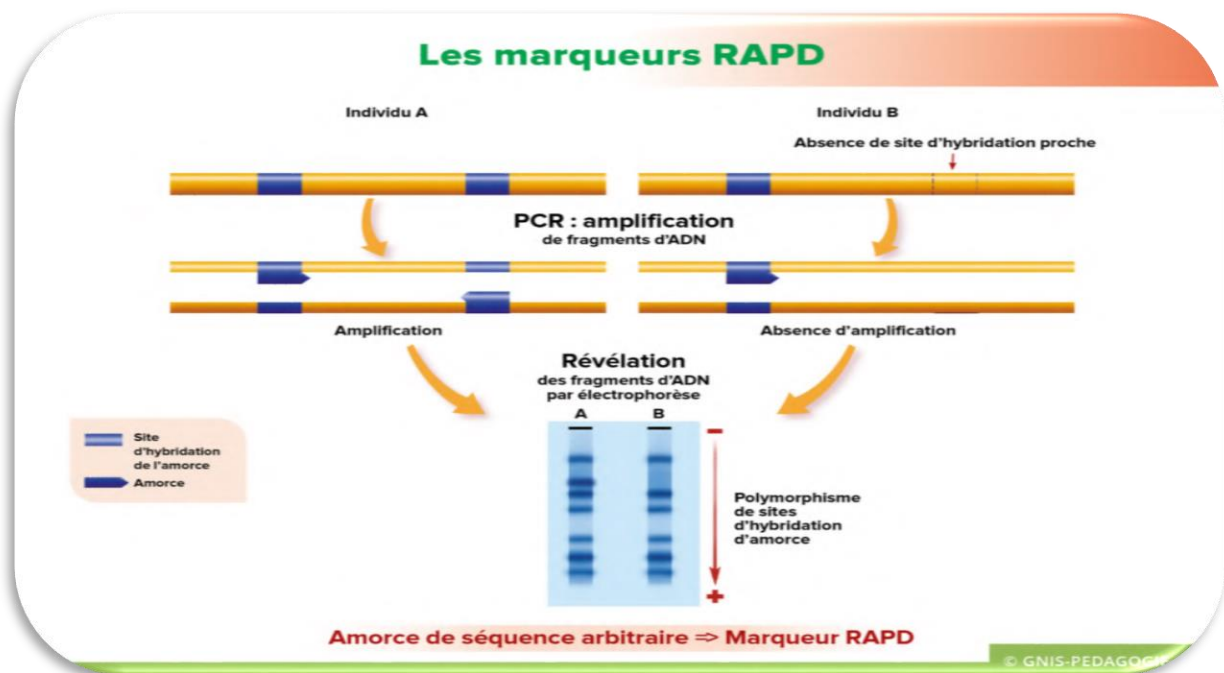 Les marqueurs RAPD
Individu A
Individu B
Absence de site d'hybridation proche
PCR : amplification
de fragments d'ADN
Amplification
Absence d'amplification
Révélation
des fragments d'ADN
par électrophorèse
A B
Site
d'hybridation
de l'amorce
Amorce
-
Polymorphisme
de sites
d'hybridation
d'amorce
+
Amorce de séquence arbitraire => Marqueur RAPD
© GNIS-PEDAGOGIE